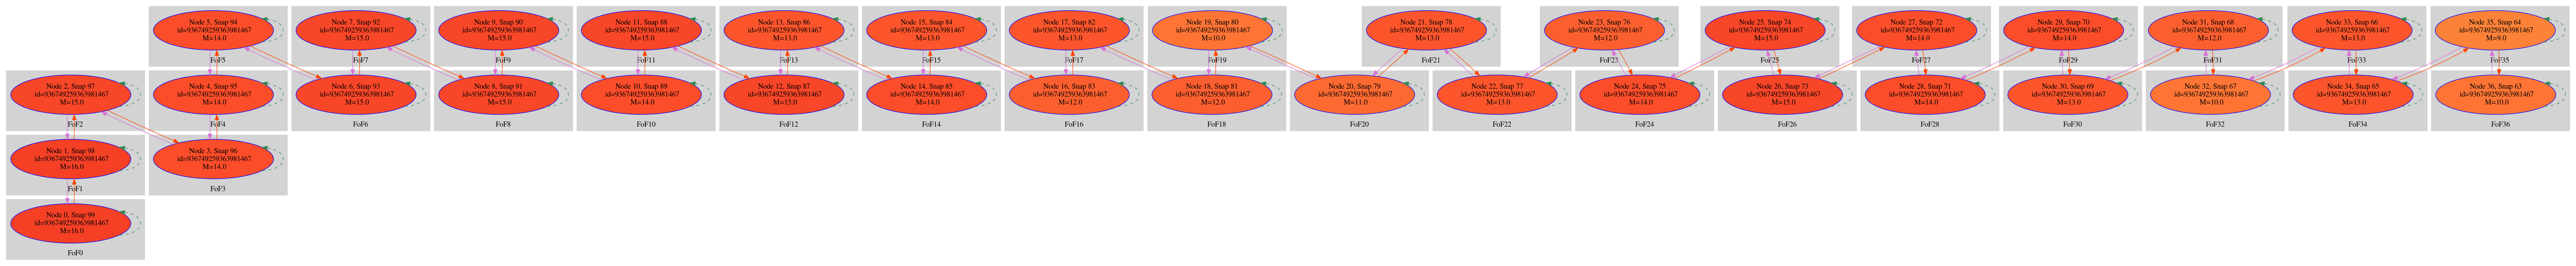 Node 5, Snap 94
id=936749259363981467
M=14.0
FoF5
Node 7, Snap 92
id=936749259363981467
M=15.0
FoF7
Node 9, Snap 90
id=936749259363981467
M=15.0
FoF9
Node 11, Snap 88
id=936749259363981467
M=15.0
FoF11
Node 13, Snap 86
id=936749259363981467
M=13.0
FoF13
Node 15, Snap 84
id=936749259363981467
M=13.0
FoF15
Node 17, Snap 82
id=936749259363981467
M=13.0
FoF17
Node 19, Snap 80
id=936749259363981467
M=10.0
FoF19
Node 21, Snap 78
id=936749259363981467
M=13.0
FoF21
Node 23, Snap 76
id=936749259363981467
M=12.0
FoF23
Node 25, Snap 74
id=936749259363981467
M=15.0
FoF25
Node 27, Snap 72
id=936749259363981467
M=14.0
FoF27
Node 29, Snap 70
id=936749259363981467
M=14.0
FoF29
Node 31, Snap 68
id=936749259363981467
M=12.0
FoF31
Node 33, Snap 66
id=936749259363981467
M=13.0
FoF33
Node 35, Snap 64
id=936749259363981467
M=9.0
FoF35
Node 2, Snap 97
id=936749259363981467
M=15.0
FoF2
Node 4, Snap 95
id=936749259363981467
M=14.0
FoF4
Node 6, Snap 93
id=936749259363981467
M=15.0
FoF6
Node 8, Snap 91
id=936749259363981467
M=15.0
FoF8
Node 10, Snap 89
id=936749259363981467
M=14.0
FoF10
Node 12, Snap 87
id=936749259363981467
M=15.0
FoF12
Node 14, Snap 85
id=936749259363981467
M=14.0
FoF14
Node 16, Snap 83
id=936749259363981467
M=12.0
FoF16
Node 18, Snap 81
id=936749259363981467
M=12.0
FoF18
Node 20, Snap 79
id=936749259363981467
M=11.0
FoF20
Node 22, Snap 77
id=936749259363981467
M=13.0
FoF22
Node 24, Snap 75
id=936749259363981467
M=14.0
FoF24
Node 26, Snap 73
id=936749259363981467
M=15.0
FoF26
Node 28, Snap 71
id=936749259363981467
M=14.0
FoF28
Node 30, Snap 69
id=936749259363981467
M=13.0
FoF30
Node 32, Snap 67
id=936749259363981467
M=10.0
FoF32
Node 34, Snap 65
id=936749259363981467
M=13.0
FoF34
Node 36, Snap 63
id=936749259363981467
M=10.0
FoF36
Node 1, Snap 98
id=936749259363981467
M=16.0
FoF1
Node 3, Snap 96
id=936749259363981467
M=14.0
FoF3
Node 0, Snap 99
id=936749259363981467
M=16.0
FoF0